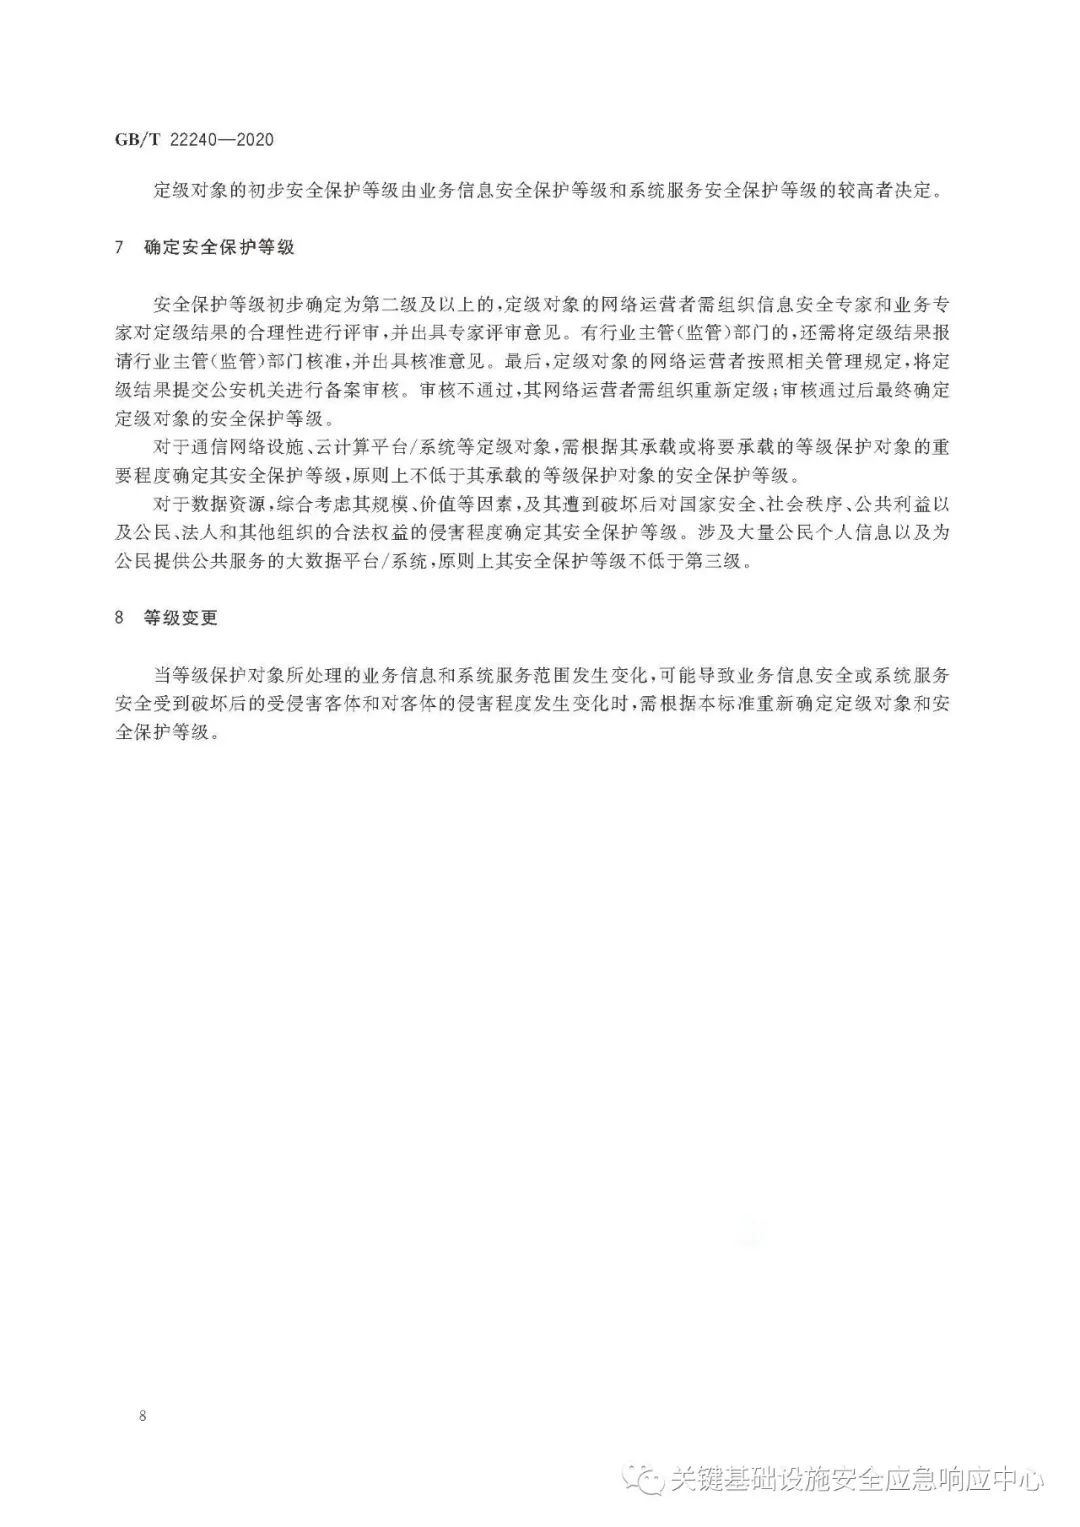 GB/T 22240—2020
定级对象的初步安全保护等级由业务信息安全保护等级和系统服务安全保护等级的较高者决定。
7 确定安全保护等级
安全保护等级初步确定为第二级及以上的,定级对象的网络运营者需组织信息安全专家和业务专
家对定级结果的合理性进行评审,并出具专家评审意见。有行业主管(监管)部门的,还需将定级结果报
请行业主管(监管)部门核准,并出具核准意见。最后,定级对象的网络运营者按照相关管理规定,将定
级结果提交公安机关进行备案审核。审核不通过,其网络运营者需组织重新定级;审核通过后最终确定
定级对象的安全保护等级。
对于通信网络设施、云计算平台/系统等定级对象,需根据其承载或将要承载的等级保护对象的重
要程度确定其安全保护等级,原则上不低于其承载的等级保护对象的安全保护等级。
对于数据资源,综合考虑其规模、价值等因素,及其遭到破坏后对国家安全、社会秩序、公共利益以
及公民、法人和其他组织的合法权益的侵害程度确定其安全保护等级。涉及大量公民个人信息以及为
公民提供公共服务的大数据平台/系统,原则上其安全保护等级不低于第三级。
8 等级变更
当等级保护对象所处理的业务信息和系统服务范围发生变化,可能导致业务信息安全或系统服务
安全受到破坏后的受侵害客体和对客体的侵害程度发生变化时,需根据本标准重新确定定级对象和安
全保护等级。
8
关键基础设施安全应急响应中心